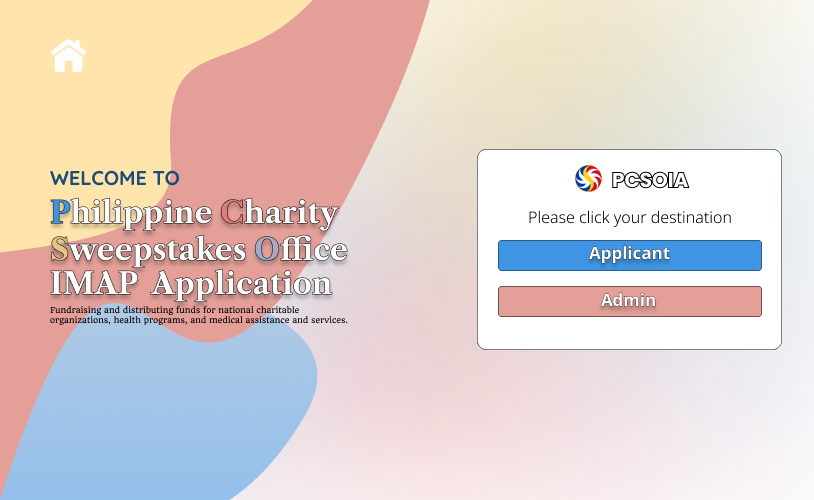 WELCOME TO
Philippine Charity
Sweepstakes Office
IMAP Application
Fundraising and distributing funds for national charitable
organizations, health programs, and medical assistance and services.
PCSOIA
Please click your destination
Applicant
Admin